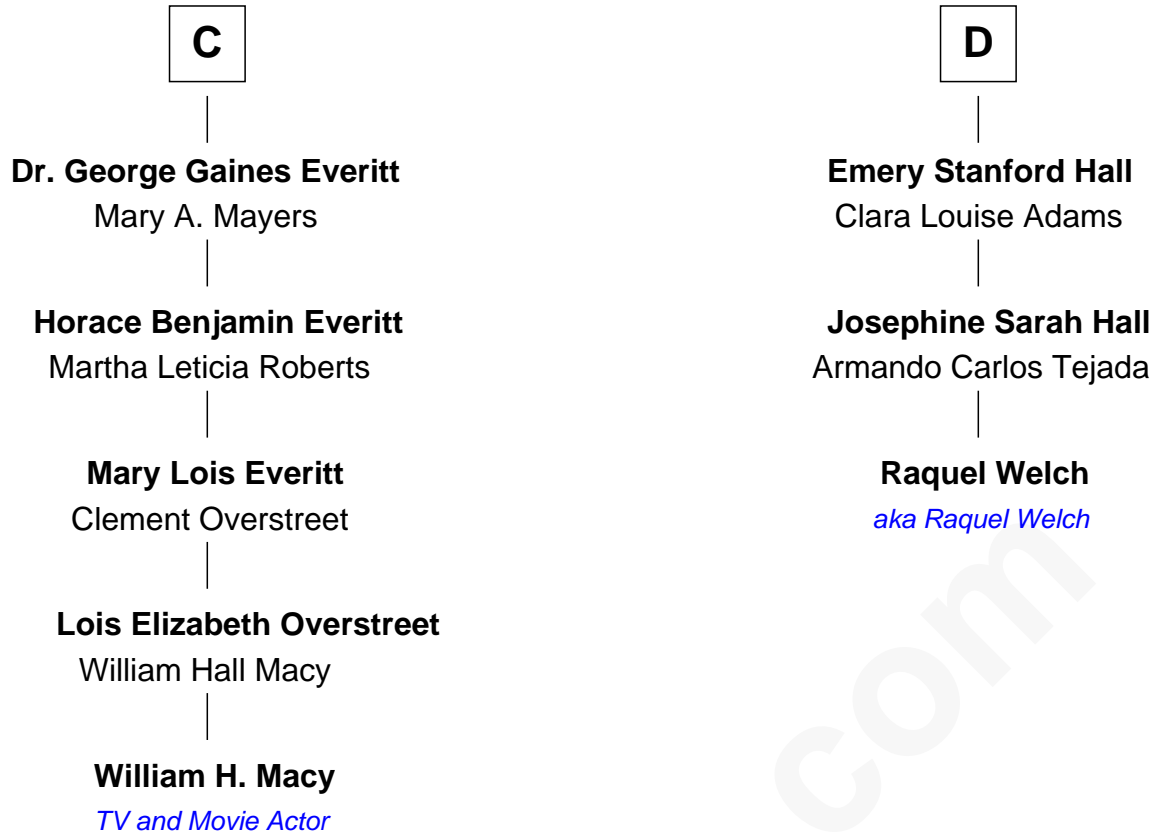 C
Dr. George Gaines Everitt
Mary A. Mayers
Horace Benjamin Everitt
Martha Leticia Roberts
Mary Lois Everitt
Clement Overstreet
Lois Elizabeth Overstreet
William Hall Macy
William H. Macy
TV and Movie Actor
D
Emery Stanford Hall
Clara Louise Adams
Josephine Sarah Hall
Armando Carlos Tejada
Raquel Welch
aka Raquel Welch
com